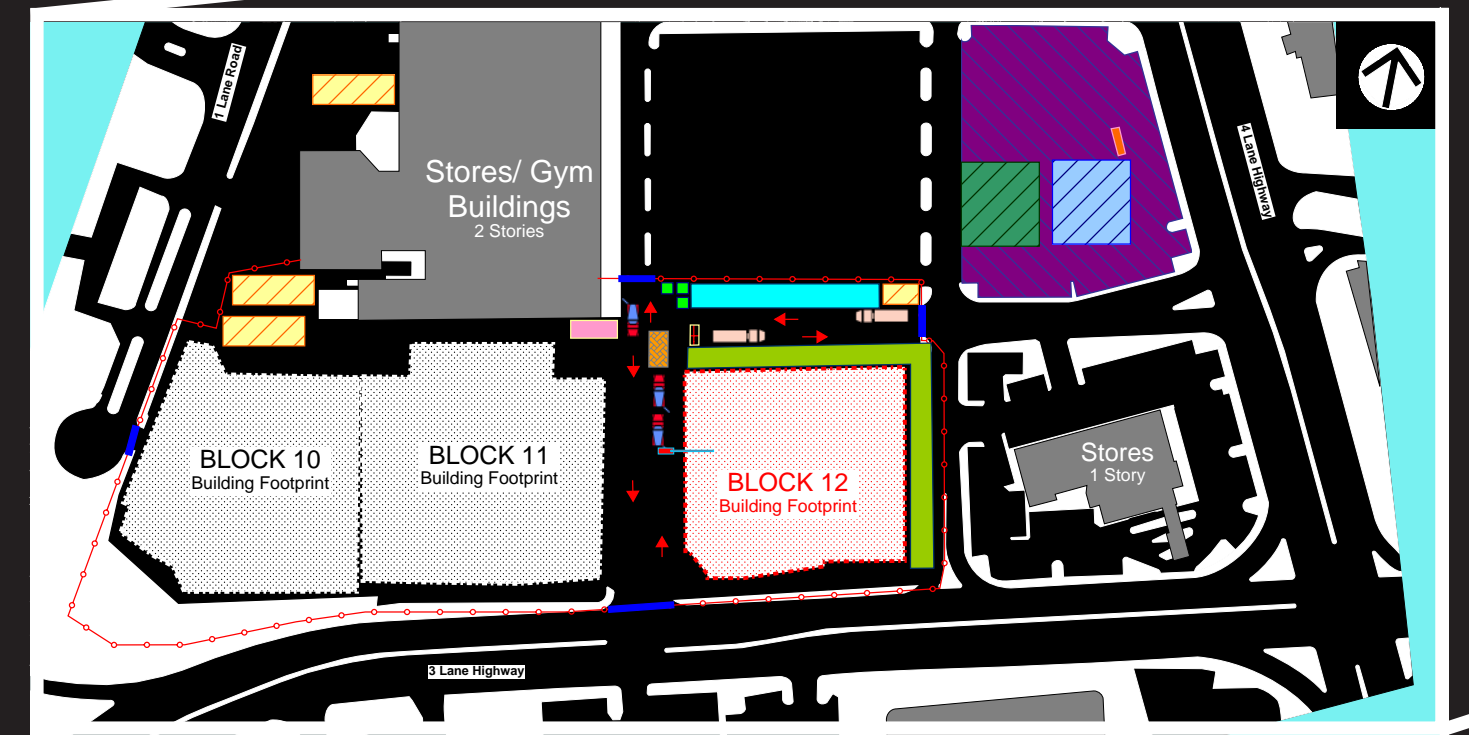 1 Lane Road
Stores/ Gym
Buildings
2 Stories
4 Lane Highway
BLOCK 10
Building Footprint
BLOCK 11
Building Footprint
BLOCK 12
Building Footprint
Stores
1 Story
3 Lane Highway